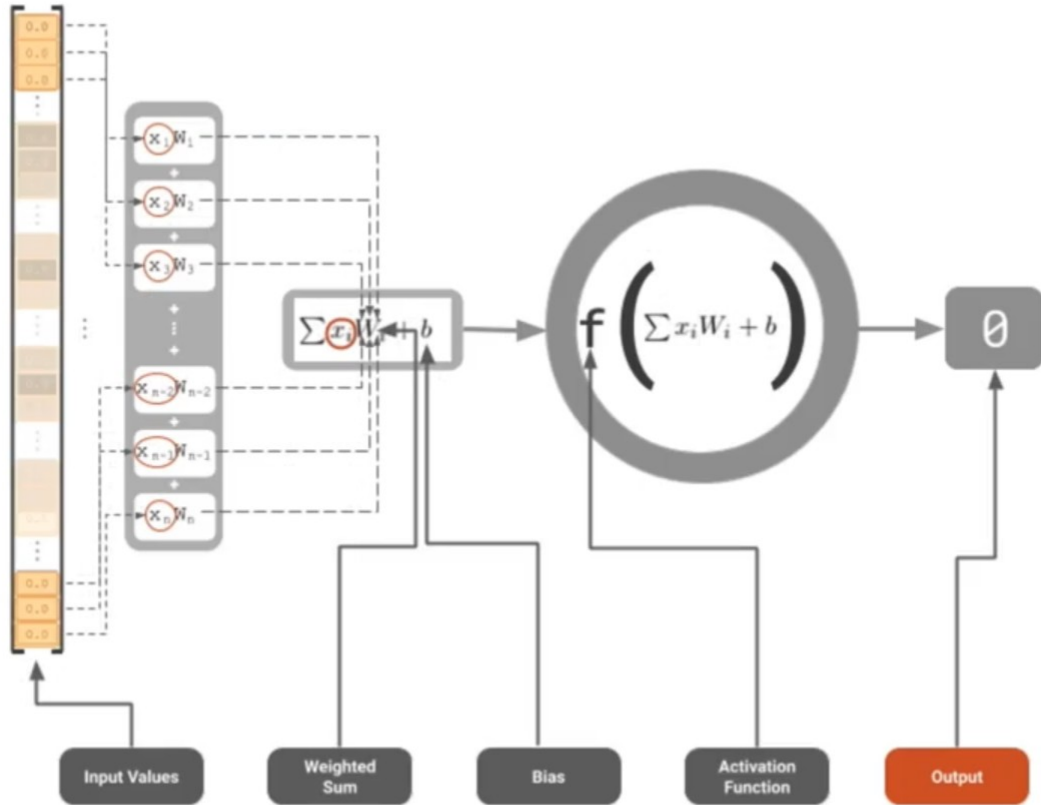 0.0
0.0
0.0
⋮
x₁W₁
+
x₂W₂
+
x₃W₃
+
⋮
+
xₙ₋₂Wₙ₋₂
+
xₙ₋₁Wₙ₋₁
+
xₙWₙ
⋮
0.0
0.0
0.0
∑ xᵢWᵢ + b
f(∑ xᵢWᵢ + b)
0
Input Values
Weighted
Sum
Bias
Activation
Function
Output